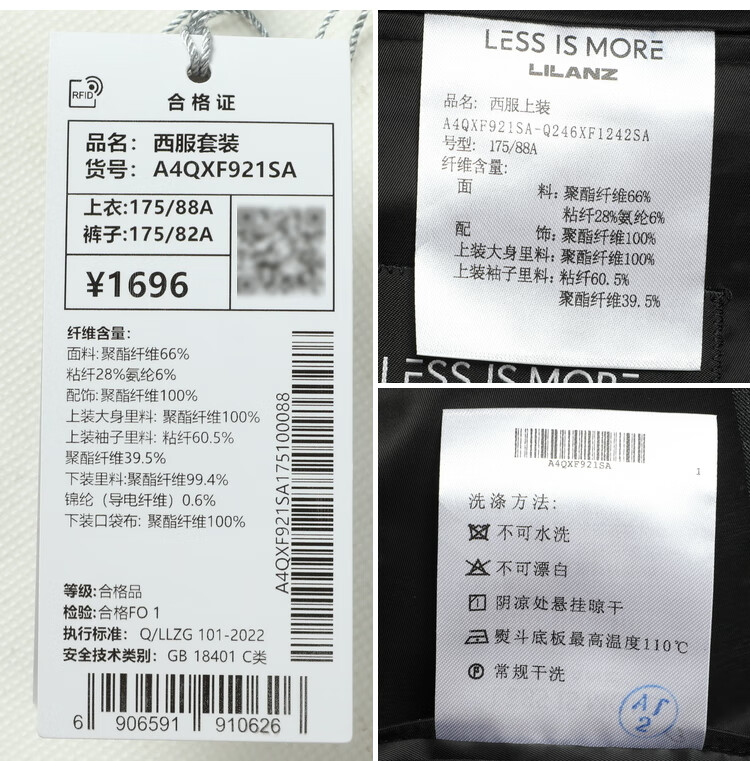 RFID
合格证
品名: 西服套装
货号: A4QXF921SA
上衣:175/88A
裤子:175/82A
¥1696
纤维含量:
面料: 聚酯纤维66%
粘纤28%氨纶6%
配饰: 聚酯纤维100%
上装大身里料: 聚酯纤维100%
上装袖子里料: 粘纤60.5%
聚酯纤维39.5%
下装里料: 聚酯纤维99.4%
锦纶（导电纤维）0.6%
下装口袋布: 聚酯纤维100%
等级:合格品
检验:合格FO 1
执行标准: Q/LLZG 101-2022
安全技术类别: GB 18401 C类
A4QXF921SA175100088
6 906591 910626
LESS IS MORE
LILANZ
品名: 西服上装
A4QXF921SA-Q246XF1242SA
号型: 175/88A
纤维含量:
面 料: 聚酯纤维66%
粘纤28%氨纶6%
配 饰: 聚酯纤维100%
上装大身里料: 聚酯纤维100%
上装袖子里料: 粘纤60.5%
聚酯纤维39.5%
LESS IS MORE
A4QXF921SA
1
洗涤方法:
不可水洗
不可漂白
阴凉处悬挂晾干
熨斗底板最高温度110℃
P 常规干洗